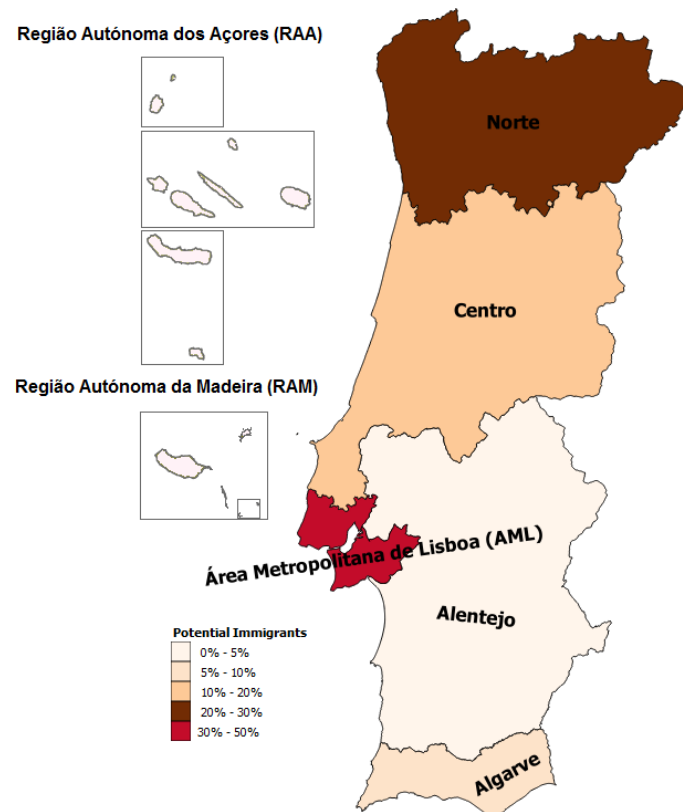 Região Autónoma dos Açores (RAA)
Norte
Centro
Região Autónoma da Madeira (RAM)
Área Metropolitana de Lisboa (AML)
Alentejo
Potential Immigrants
0% - 5%
5% - 10%
10% - 20%
20% - 30%
30% - 50%
Algarve